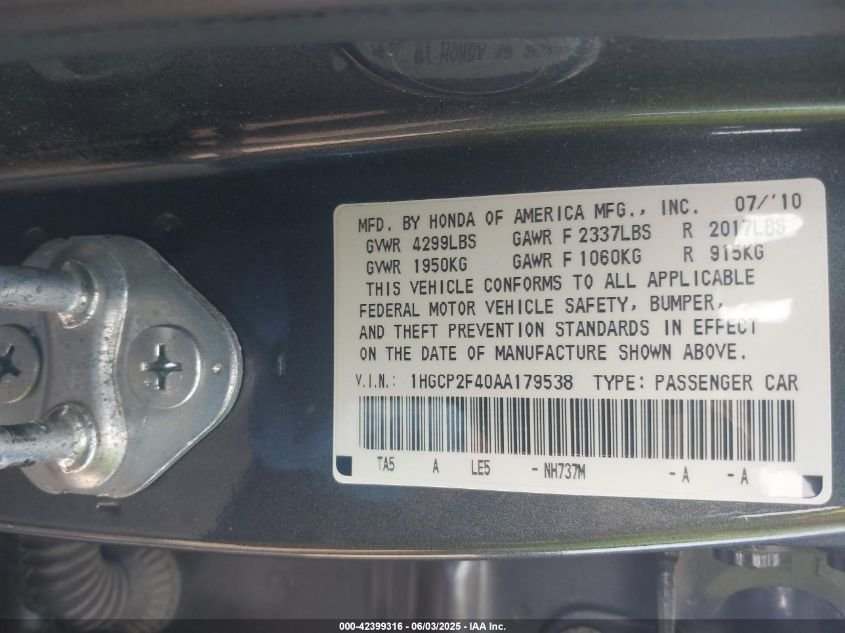 MFD. BY HONDA OF AMERICA MFG., INC. 07/'10
GVWR 4299LBS GAWR F 2337LBS R 2017LBS
GVWR 1950KG GAWR F 1060KG R 915KG
THIS VEHICLE CONFORMS TO ALL APPLICABLE
FEDERAL MOTOR VEHICLE SAFETY, BUMPER,
AND THEFT PREVENTION STANDARDS IN EFFECT
ON THE DATE OF MANUFACTURE SHOWN ABOVE.
V.I.N.: 1HGCP2F40AA179538 TYPE: PASSENGER CAR
TA5 A LE5 - NH737M - A - A
000-42399316 - 06/03/2025 - IAA Inc.